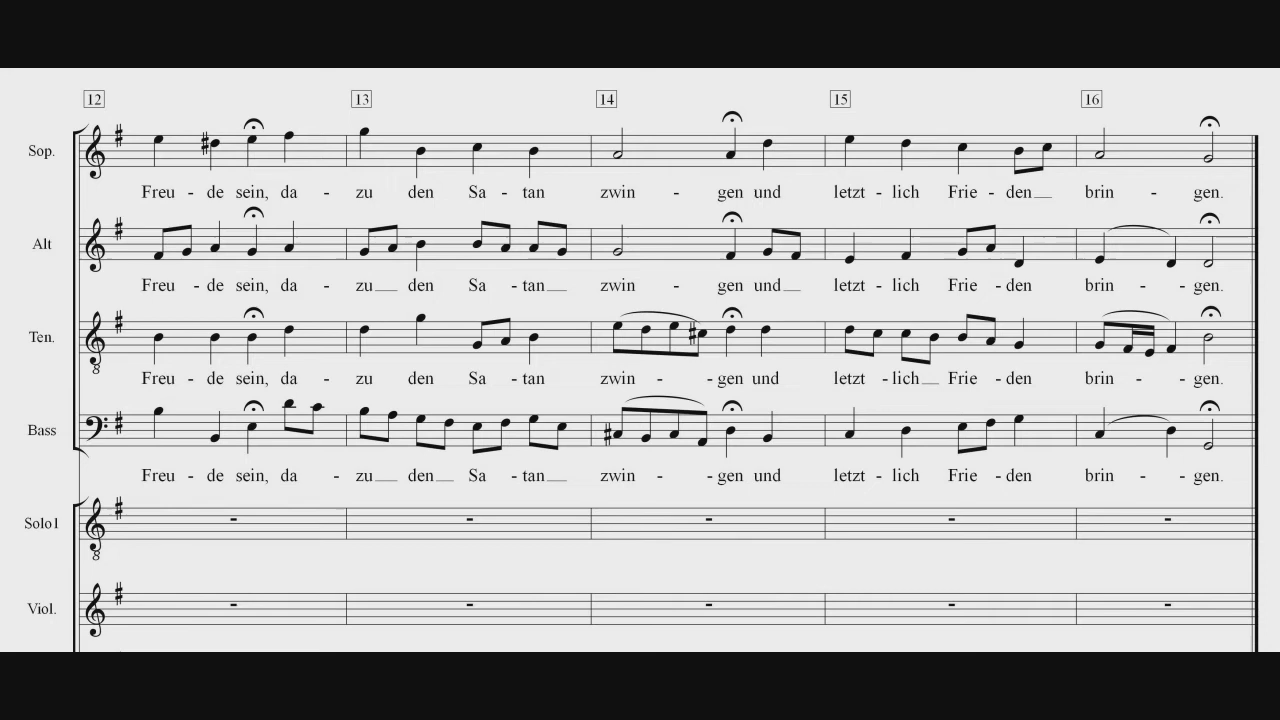 12 13 14 15 16
Sop.
Freu - de sein, da - zu den Sa - tan zwin - gen und letzt - lich Frie - den brin - gen.
Alt
Freu - de sein, da - zu den Sa - tan zwin - gen und letzt - lich Frie - den brin - gen.
Ten.
8
Freu - de sein, da - zu den Sa - tan zwin - - gen und letzt - lich Frie - den brin - - gen.
Bass
Freu - de sein, da - zu den Sa - tan zwin - - gen und letzt - lich Frie - den brin - - gen.
Solo I
8
Viol.